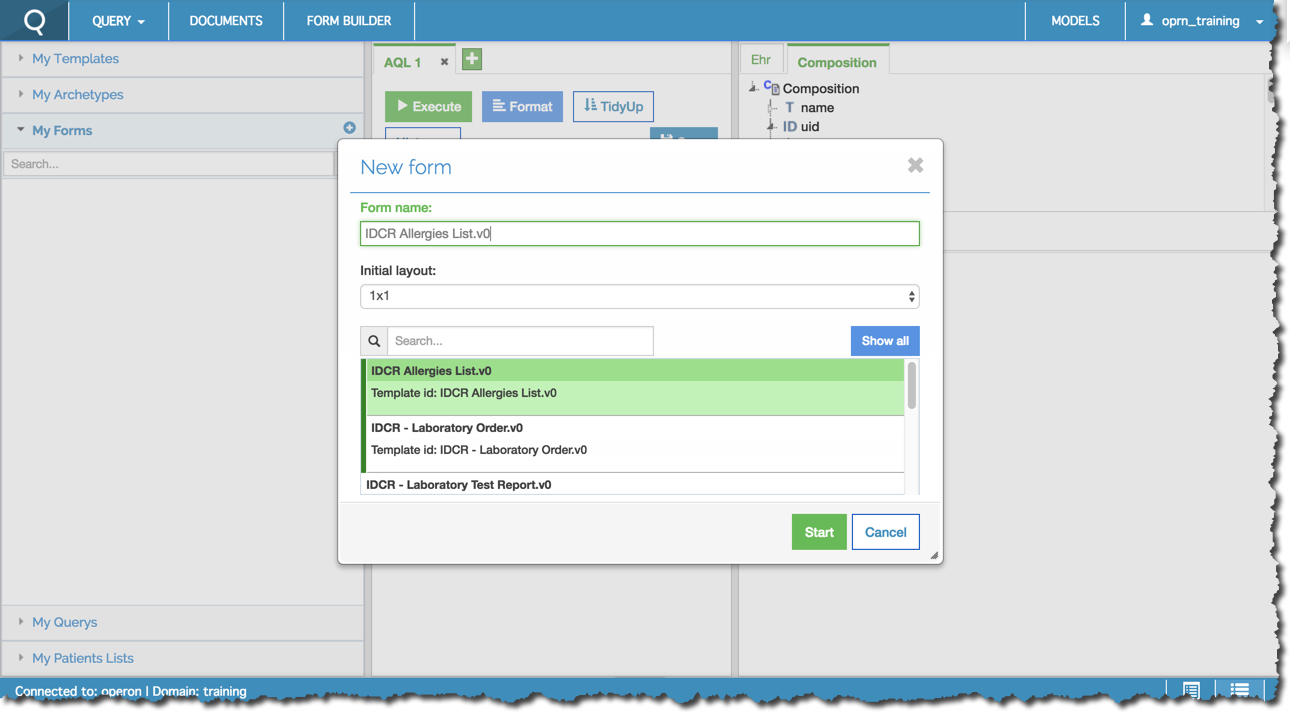 QUERY
DOCUMENTS
FORM BUILDER
MODELS
oprn_training
My Templates
My Archetypes
My Forms
Search...
AQL 1
Execute
Format
TidyUp
Ehr
Composition
Composition
T name
ID uid
New form
Form name:
IDCR Allergies List.v0
Initial layout:
1x1
Search...
Show all
IDCR Allergies List.v0
Template id: IDCR Allergies List.v0
IDCR - Laboratory Order.v0
Template id: IDCR - Laboratory Order.v0
IDCR - Laboratory Test Report.v0
Start
Cancel
My Querys
My Patients Lists
Connected to: operon | Domain: training